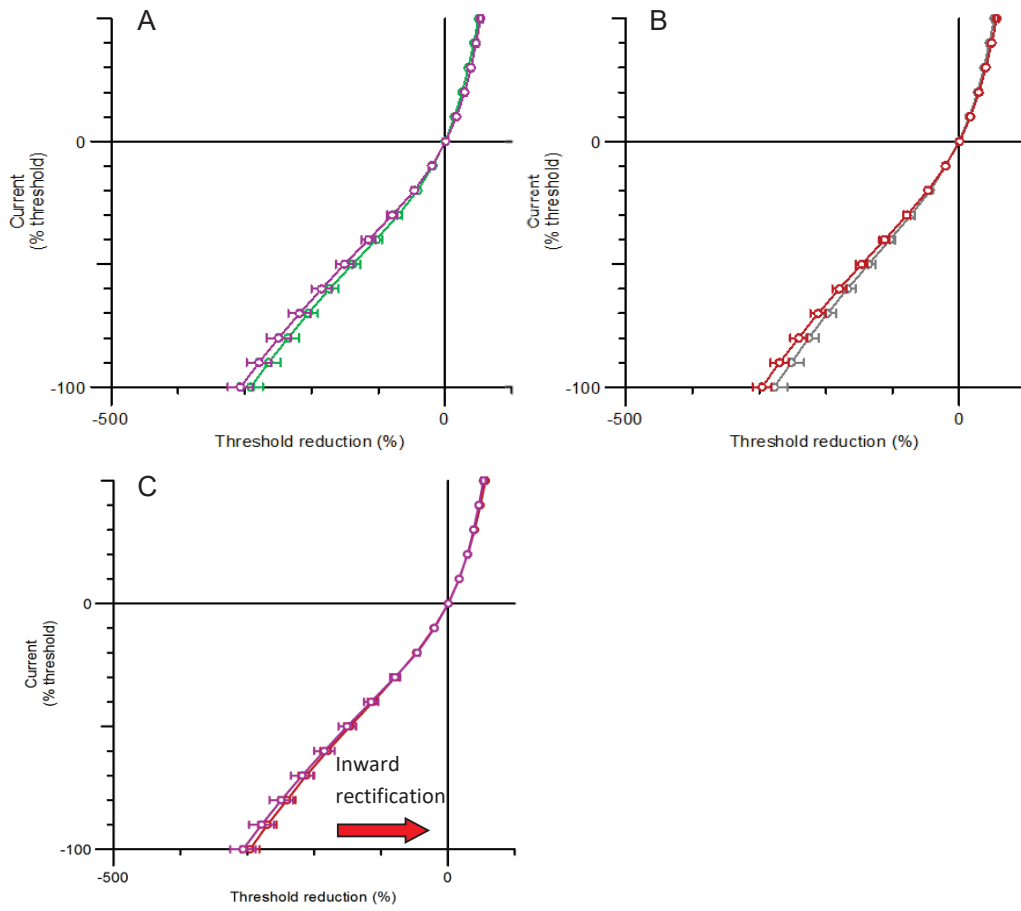 A
0
Current
(% threshold)
-100
-500
0
Threshold reduction (%)
B
0
Current
(% threshold)
-100
-500
0
Threshold reduction (%)
C
0
Current
(% threshold)
Inward
rectification
-100
-500
0
Threshold reduction (%)